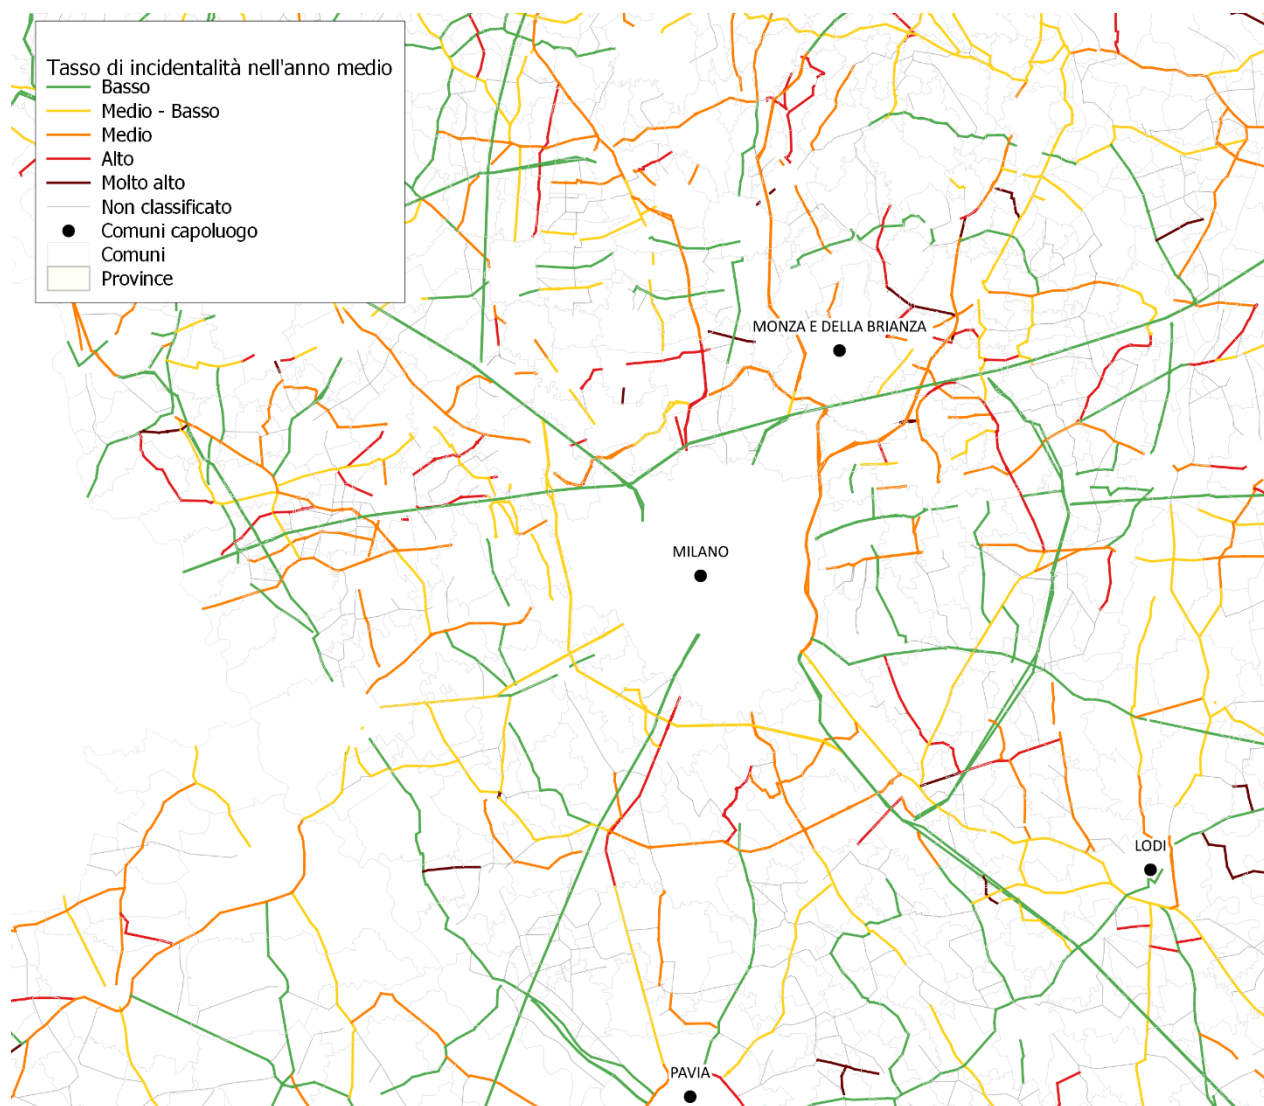 Tasso di incidentalità nell'anno medio
Basso
Medio - Basso
Medio
Alto
Molto alto
Non classificato
Comuni capoluogo
Comuni
Province
MONZA E DELLA BRIANZA
MILANO
LODI
PAVIA